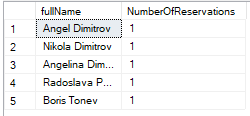 fullName NumberOfReservations
1 Angel Dimitrov 1
2 Nikola Dimitrov 1
3 Angelina Dim... 1
4 Radoslava P... 1
5 Boris Tonev 1